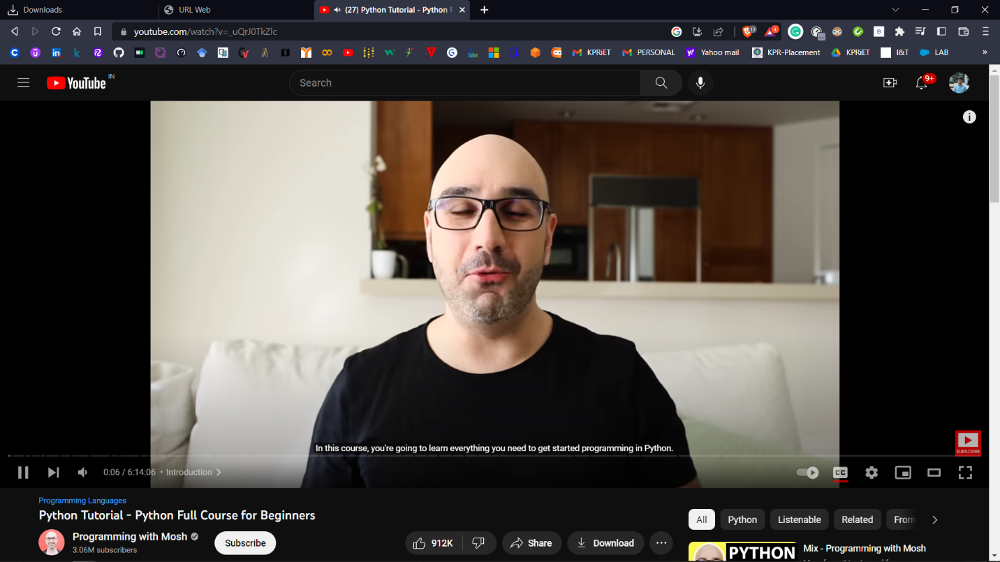 Downloads
URL Web
(27) Python Tutorial - Python F
youtube.com/watch?v=_uQrJ0TkZlc
13
4
KPRiET
PERSONAL
Yahoo mail
KPR-Placement
KPRiET
I&T
LAB
»
YouTube IN
Search
9+
In this course, you're going to learn everything you need to get started programming in Python.
SUBSCRIBE
0:06 / 6:14:06 • Introduction
CC
Programming Languages
Python Tutorial - Python Full Course for Beginners
Programming with Mosh
3.06M subscribers
Subscribe
912K
Share
Download
All
Python
Listenable
Related
From
PYTHON
Mix - Programming with Mosh